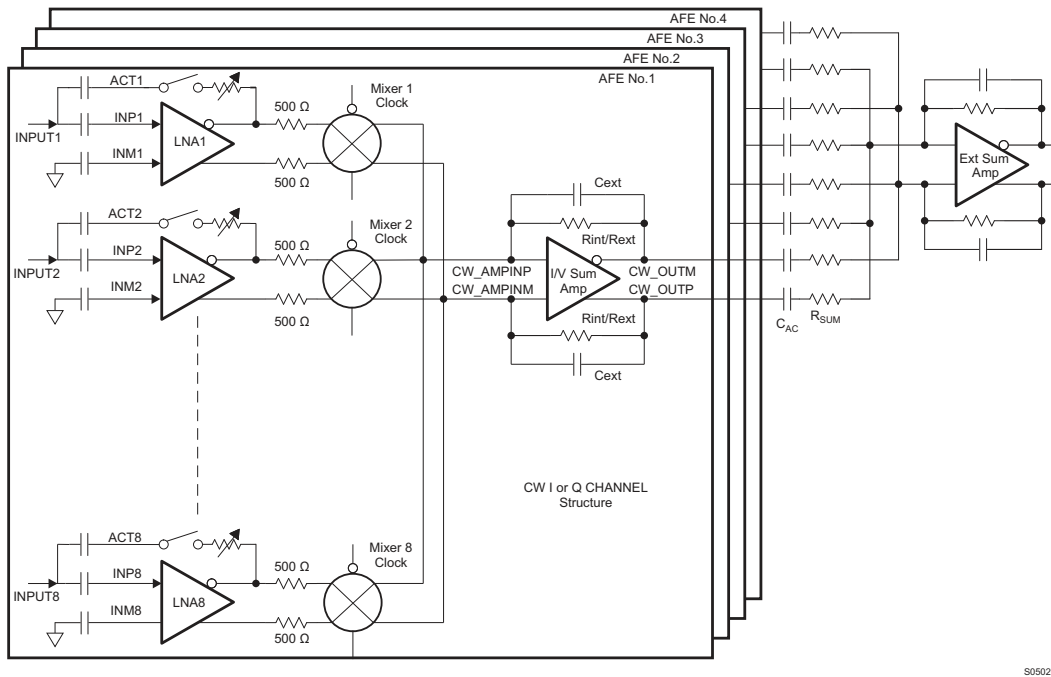 AFE No.4
AFE No.3
AFE No.2
AFE No.1
ACT1
500 Ω
Mixer 1
Clock
INP1
INPUT1
LNA1
INM1
500 Ω
ACT2
500 Ω
Mixer 2
Clock
INP2
INPUT2
LNA2
INM2
500 Ω
Cext
Rint/Rext
CW_AMPINP
CW_AMPINM
I/V Sum
Amp
CW_OUTM
CW_OUTP
Rint/Rext
Cext
Ext Sum
Amp
CAC
RSUM
CW I or Q CHANNEL
Structure
ACT8
500 Ω
Mixer 8
Clock
INP8
INPUT8
LNA8
INM8
500 Ω
S0502